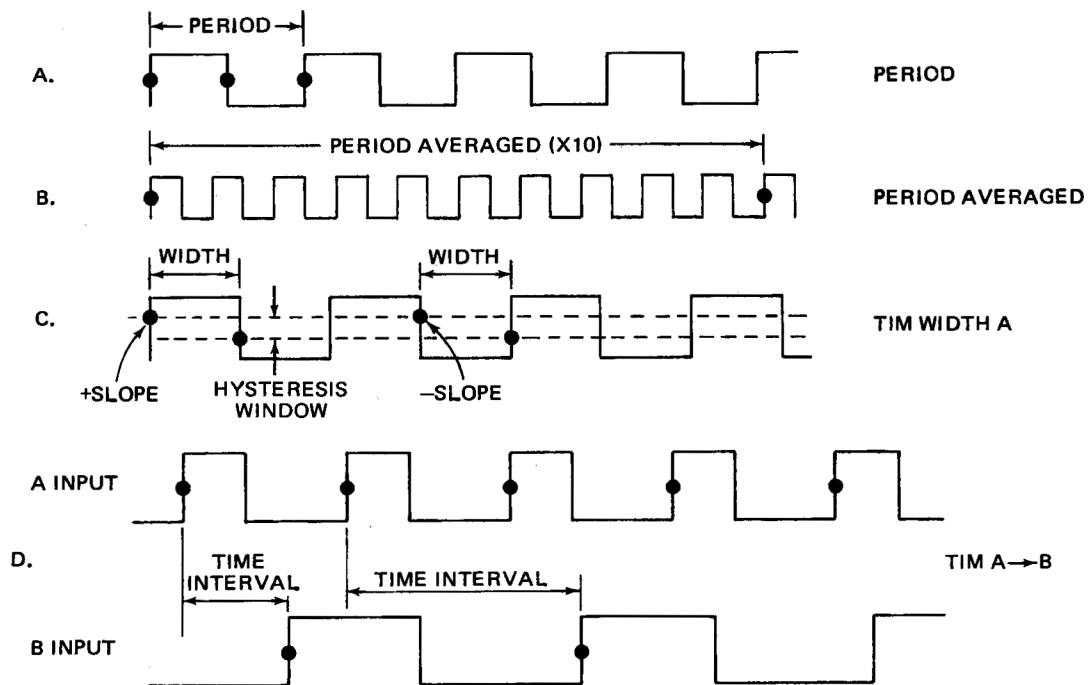 PERIOD
A.
PERIOD
PERIOD AVERAGED (X10)
B.
PERIOD AVERAGED
WIDTH
WIDTH
C.
TIM WIDTH A
+SLOPE
HYSTERESIS
WINDOW
–SLOPE
A INPUT
D.
TIME
INTERVAL
TIME INTERVAL
TIM A→B
B INPUT